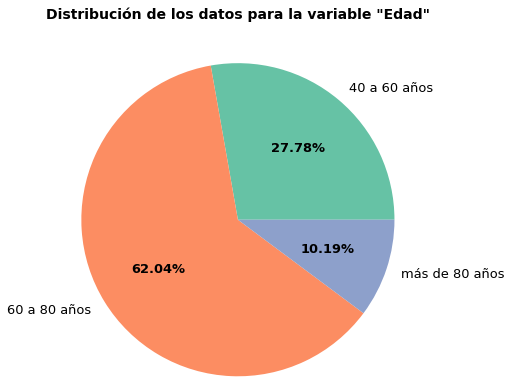 Distribución de los datos para la variable "Edad"
40 a 60 años
27.78%
62.04%
10.19%
60 a 80 años
más de 80 años